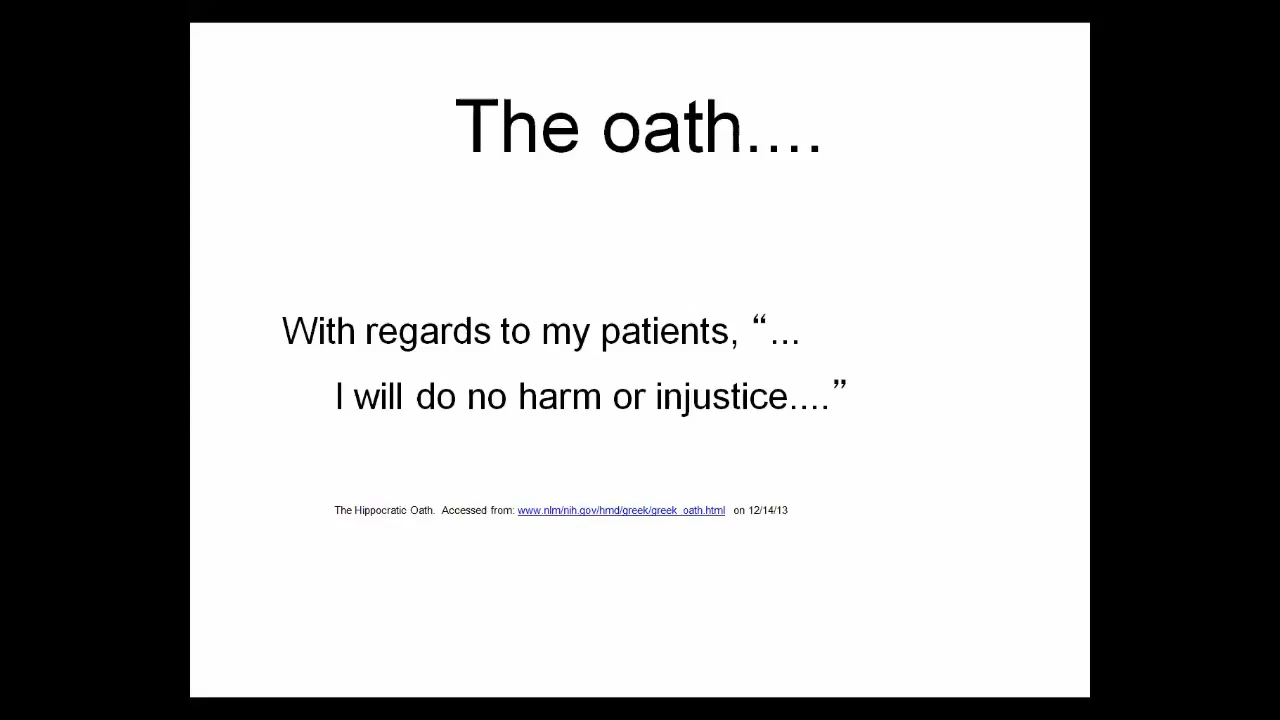 The oath....
With regards to my patients, “...
I will do no harm or injustice....”
The Hippocratic Oath. Accessed from: www.nlm/nih.gov/hmd/greek/greek_oath.html on 12/14/13